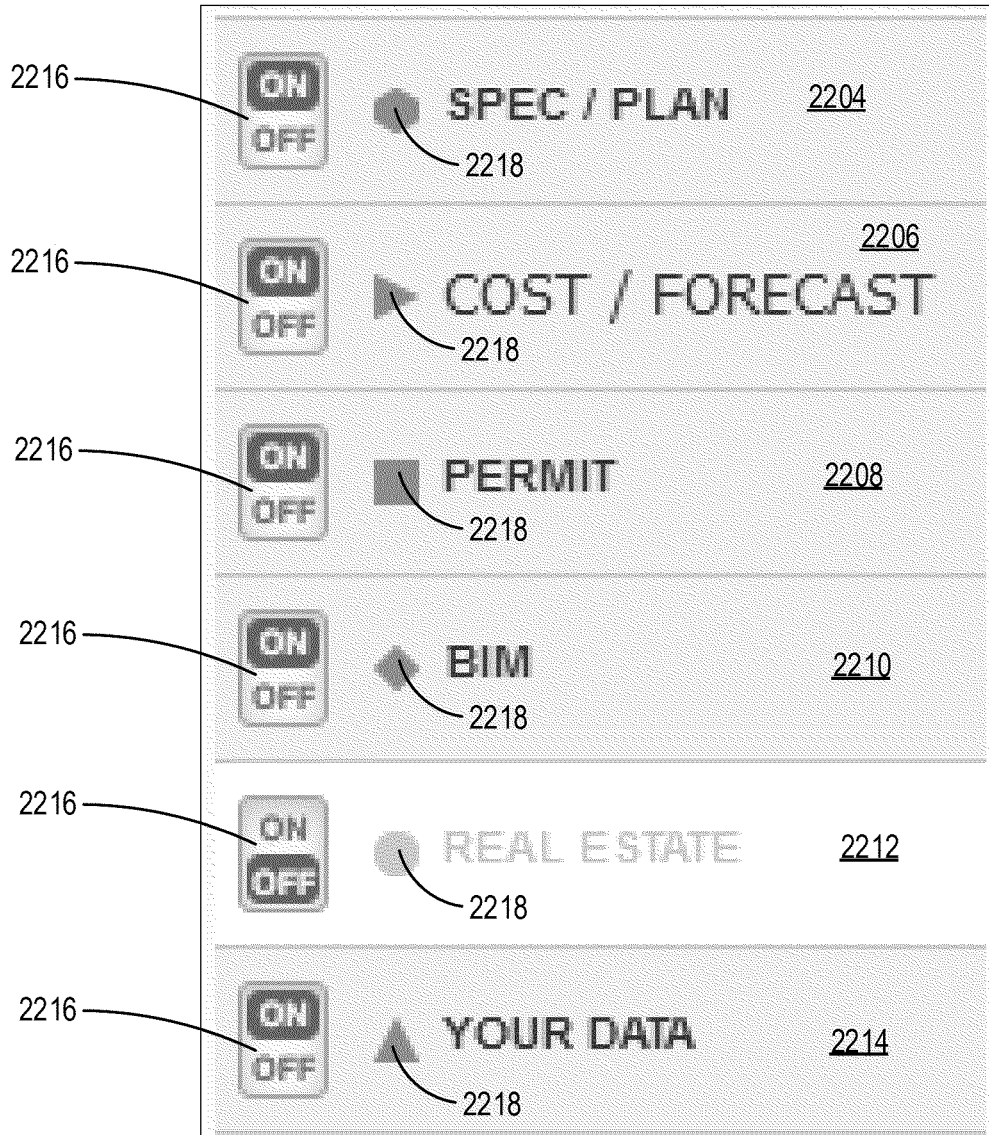 2216 ON OFF SPEC / PLAN 2204
2218
2206
2216 ON OFF COST / FORECAST
2218
2216 ON OFF PERMIT 2208
2218
2216 ON OFF BIM 2210
2218
2216 ON OFF REAL ESTATE 2212
2218
2216 ON OFF YOUR DATA 2214
2218